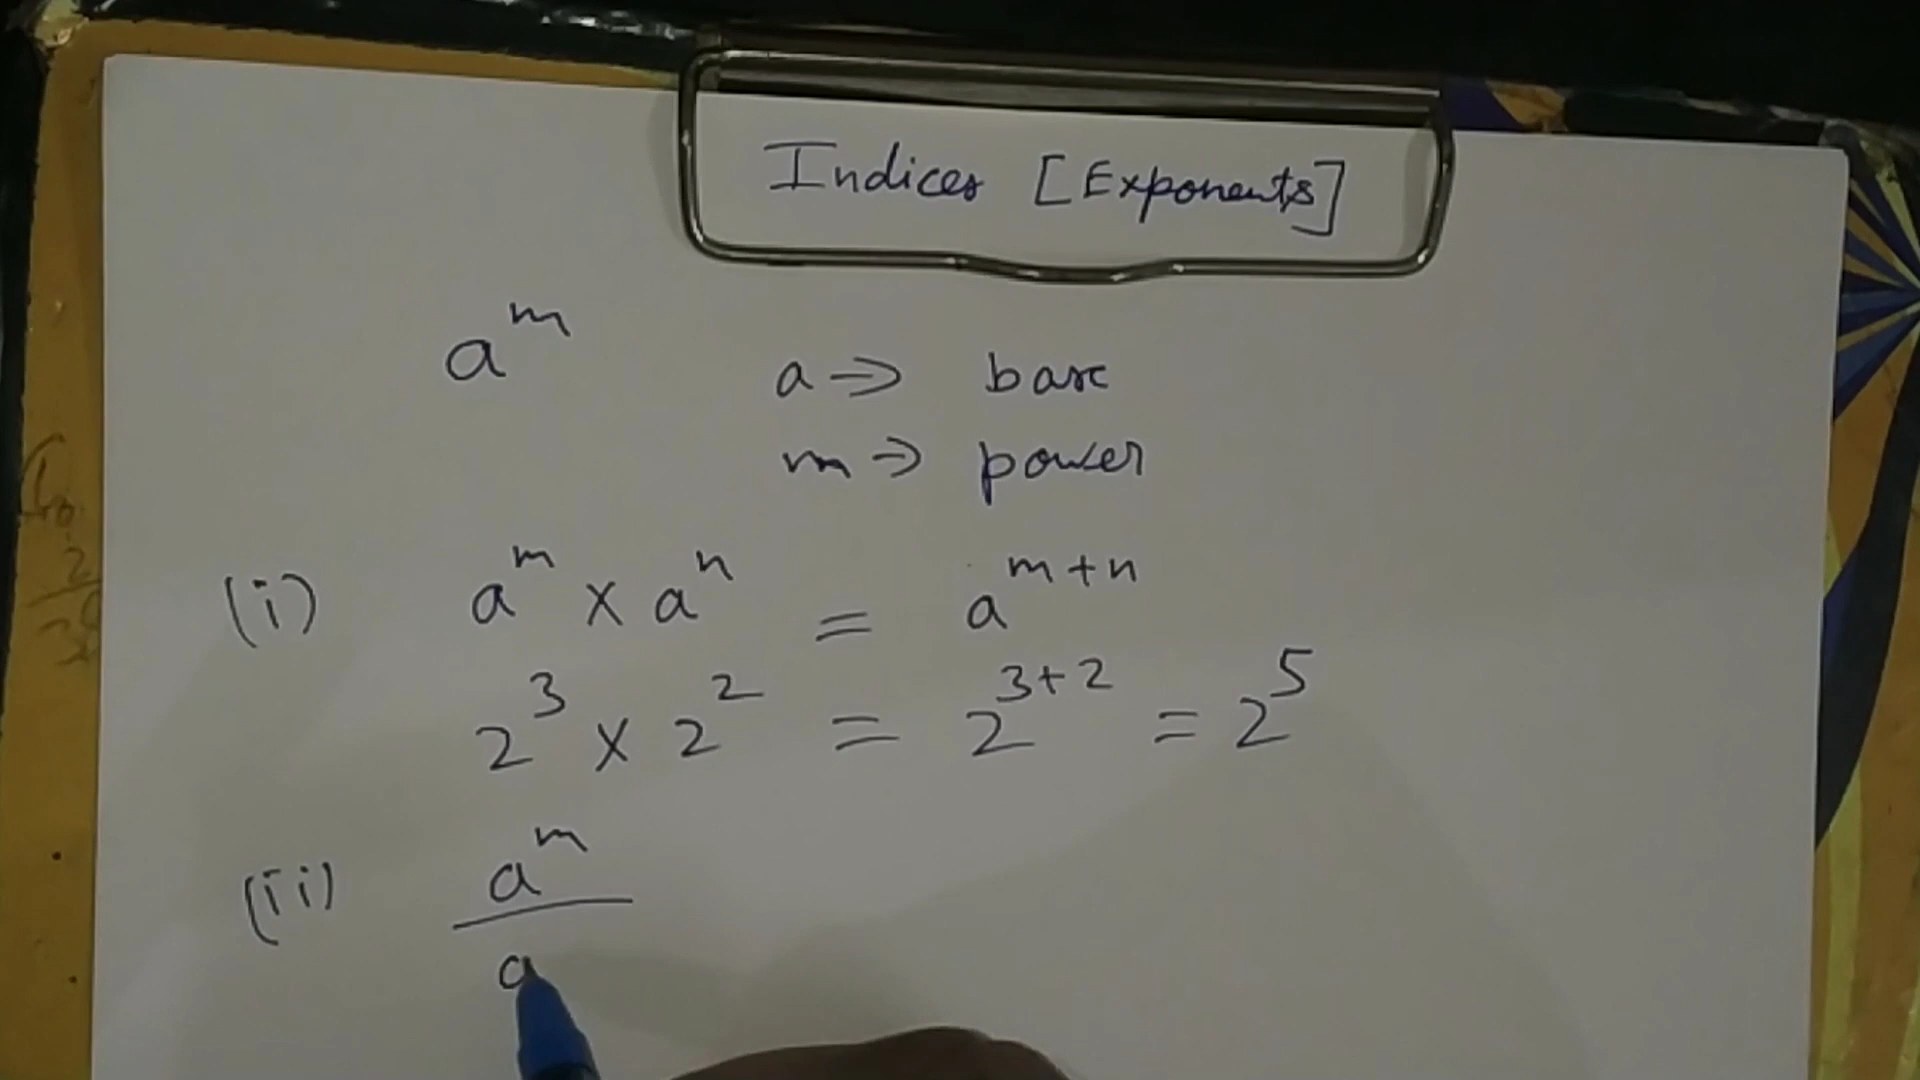 Indices [Exponents]
a^m
a → base
m → power
(i) a^m × a^n = a^{m+n}
2^3 × 2^2 = 2^{3+2} = 2^5
(ii) a^m / a